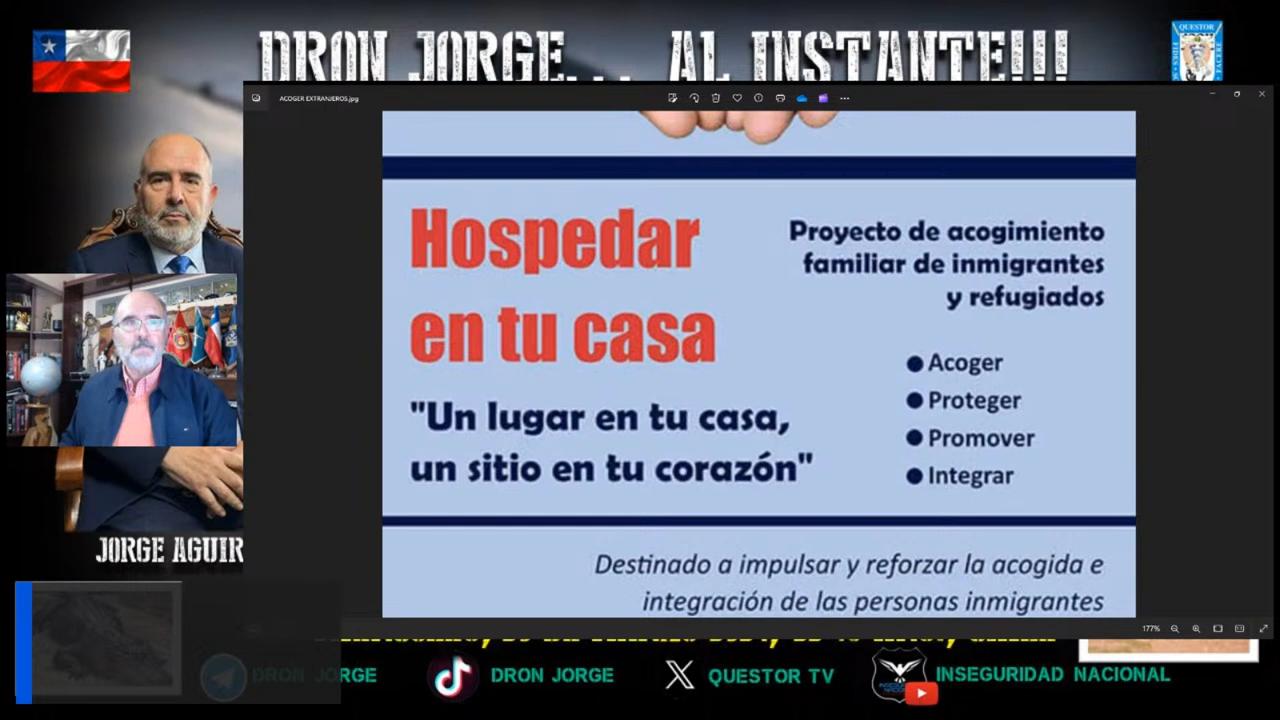 DRON JORGE... AL INSTANTE!!!
QUESTOR
ACOGER EXTRANJEROS.jpg
Hospedar
en tu casa
"Un lugar en tu casa,
un sitio en tu corazón"
Proyecto de acogimiento
familiar de inmigrantes
y refugiados
Acoger
Proteger
Promover
Integrar
Destinado a impulsar y reforzar la acogida e
integración de las personas inmigrantes
177%
JORGE AGUIR
DRON JORGE
DRON JORGE
QUESTOR TV
INSEGURIDAD NACIONAL